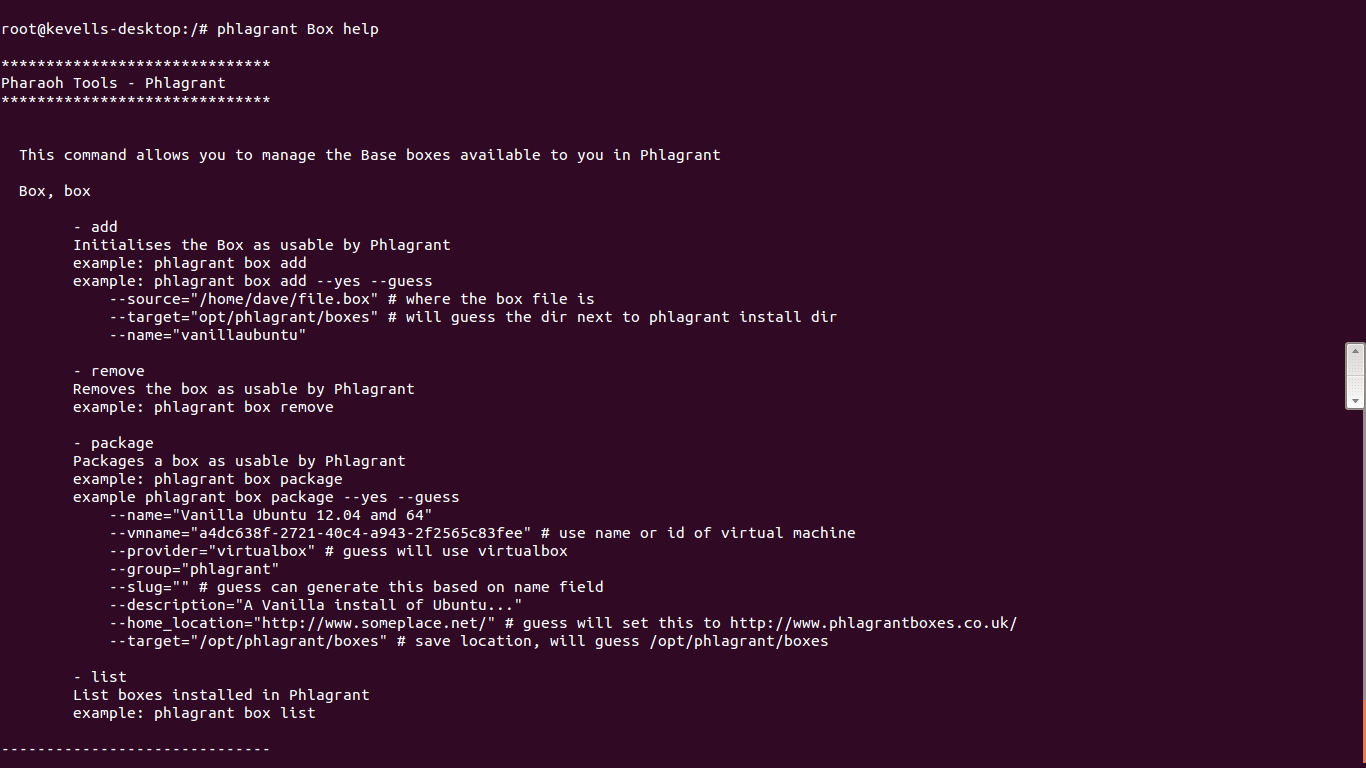 root@kevells-desktop:/# phlagrant Box help
******************************
Pharaoh Tools - Phlagrant
******************************
This command allows you to manage the Base boxes available to you in Phlagrant
Box, box
- add
Initialises the Box as usable by Phlagrant
example: phlagrant box add
example: phlagrant box add --yes --guess
--source="/home/dave/file.box" # where the box file is
--target="opt/phlagrant/boxes" # will guess the dir next to phlagrant install dir
--name="vanillaubuntu"
- remove
Removes the box as usable by Phlagrant
example: phlagrant box remove
- package
Packages a box as usable by Phlagrant
example: phlagrant box package
example phlagrant box package --yes --guess
--name="Vanilla Ubuntu 12.04 amd 64"
--vmname="a4dc638f-2721-40c4-a943-2f2565c83fee" # use name or id of virtual machine
--provider="virtualbox" # guess will use virtualbox
--group="phlagrant"
--slug="" # guess can generate this based on name field
--description="A Vanilla install of Ubuntu..."
--home_location="http://www.someplace.net/" # guess will set this to http://www.phlagrantboxes.co.uk/
--target="/opt/phlagrant/boxes" # save location, will guess /opt/phlagrant/boxes
- list
List boxes installed in Phlagrant
example: phlagrant box list
------------------------------